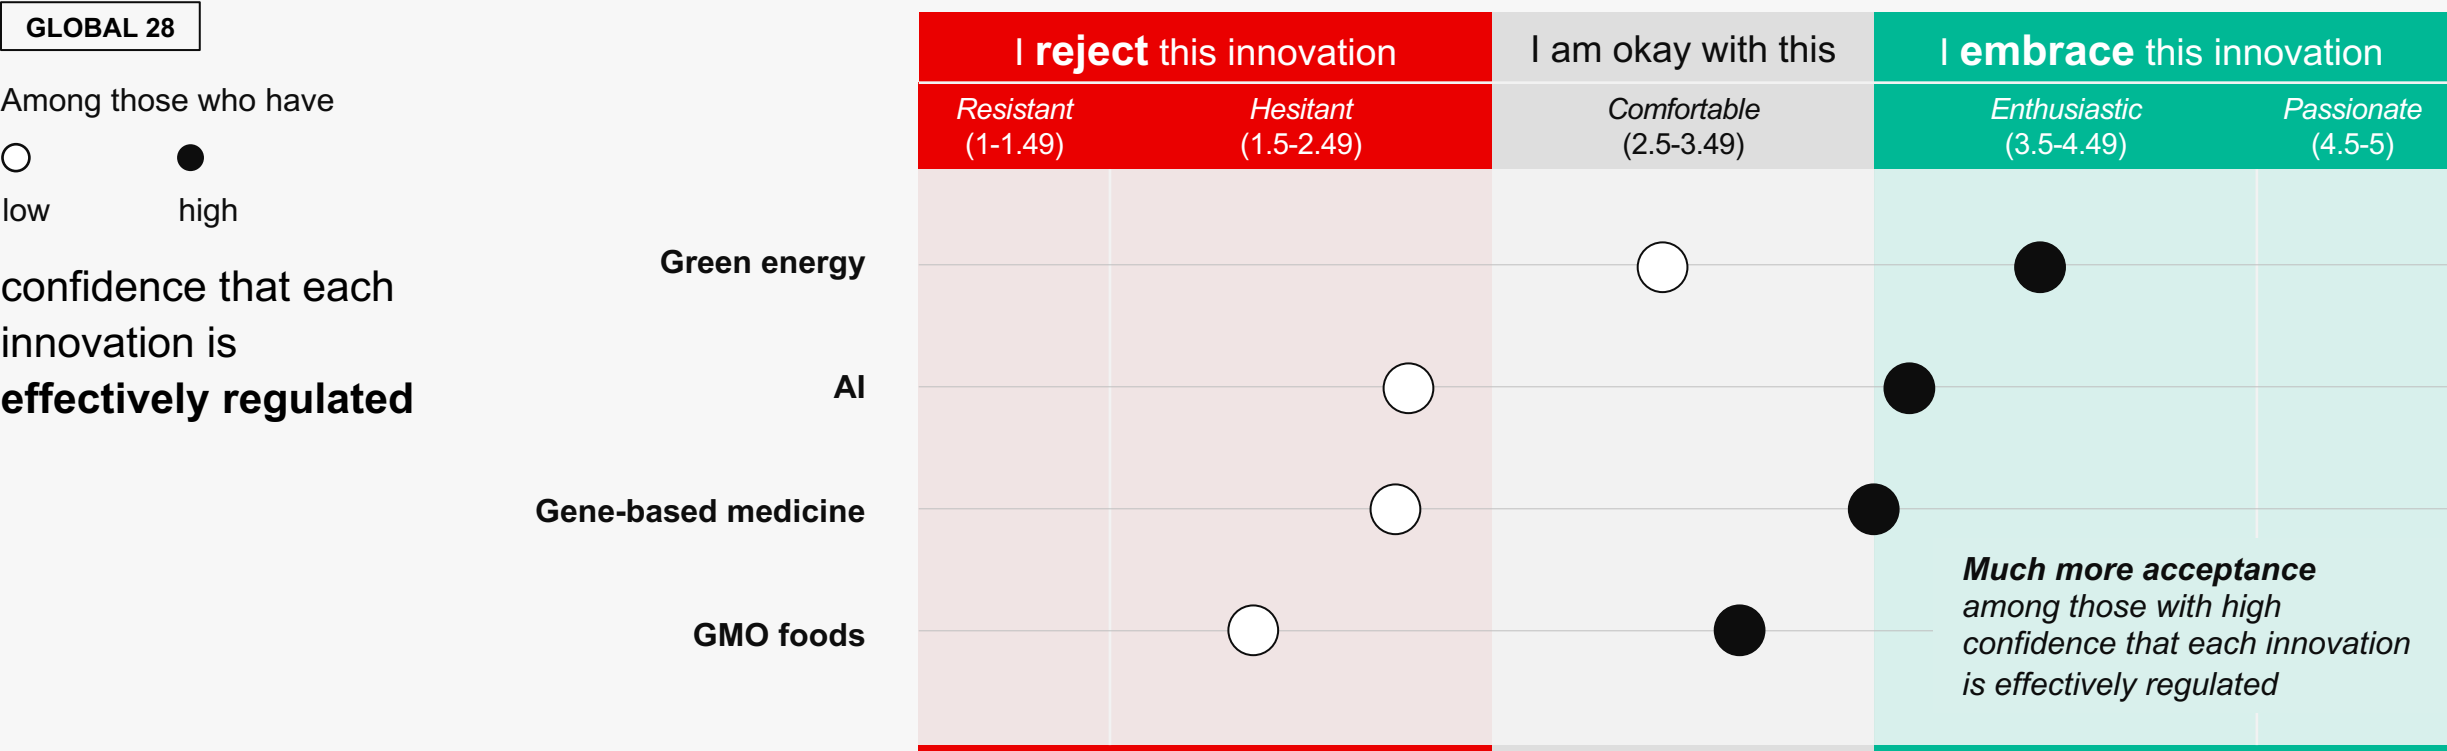 GLOBAL 28
Among those who have
low high
confidence that each
innovation is
effectively regulated
I reject this innovation I am okay with this I embrace this innovation
Resistant Hesitant Comfortable Enthusiastic Passionate
(1-1.49) (1.5-2.49) (2.5-3.49) (3.5-4.49) (4.5-5)
Green energy
AI
Gene-based medicine
GMO foods
Much more acceptance
among those with high
confidence that each innovation
is effectively regulated